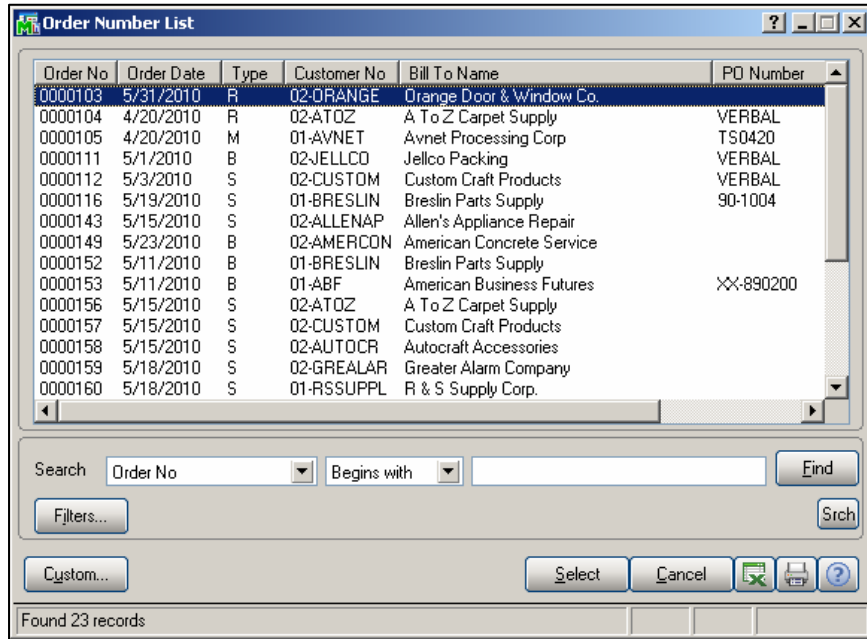 Order Number List
Order No Order Date Type Customer No Bill To Name PO Number
0000103 5/31/2010 R 02-ORANGE Orange Door & Window Co.
0000104 4/20/2010 R 02-ATOZ A To Z Carpet Supply VERBAL
0000105 4/20/2010 M 01-AVNET Avnet Processing Corp TS0420
0000111 5/1/2010 B 02-JELLCO Jellco Packing VERBAL
0000112 5/3/2010 S 02-CUSTOM Custom Craft Products VERBAL
0000116 5/19/2010 S 01-BRESLIN Breslin Parts Supply 90-1004
0000143 5/15/2010 S 02-ALLENAP Allen's Appliance Repair
0000149 5/23/2010 B 02-AMERCON American Concrete Service
0000152 5/11/2010 B 01-BRESLIN Breslin Parts Supply
0000153 5/11/2010 B 01-ABF American Business Futures XX-890200
0000156 5/15/2010 S 02-ATOZ A To Z Carpet Supply
0000157 5/15/2010 S 02-CUSTOM Custom Craft Products
0000158 5/15/2010 S 02-AUTOCR Autocraft Accessories
0000159 5/18/2010 S 02-GREALAR Greater Alarm Company
0000160 5/18/2010 S 01-RSSUPPL R & S Supply Corp.
Search Order No Begins with Find
Filters... Srch
Custom... Select Cancel
Found 23 records